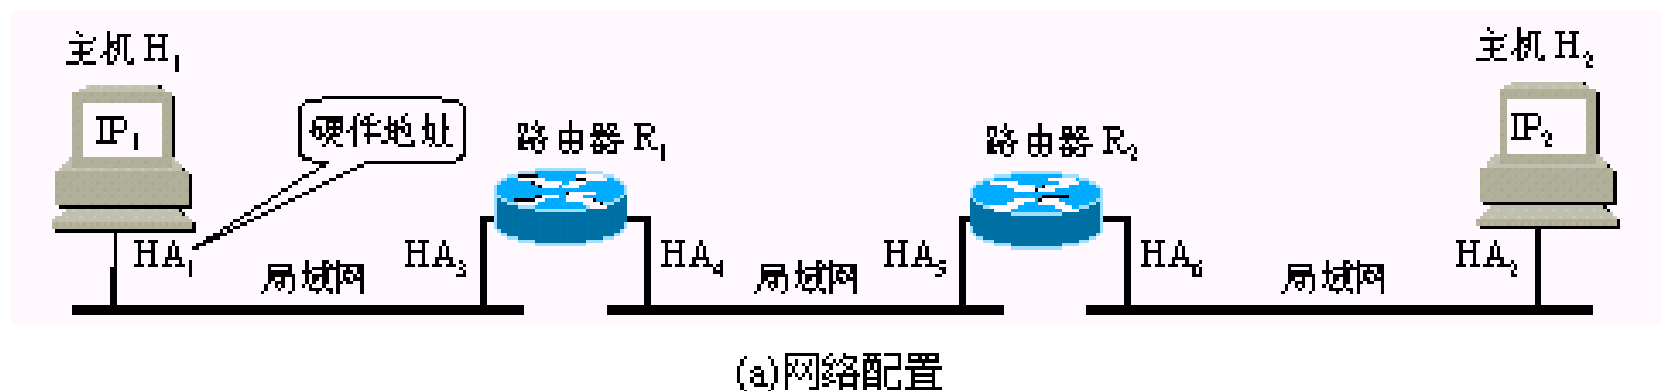 主机 H₁
主机 H₂
IP₁
硬件地址
路由器 R₁
路由器 R₂
IP₂
HA₁
局域网
HA₃
HA₄
局域网
HA₅
HA₆
局域网
HA₂
(a)网络配置